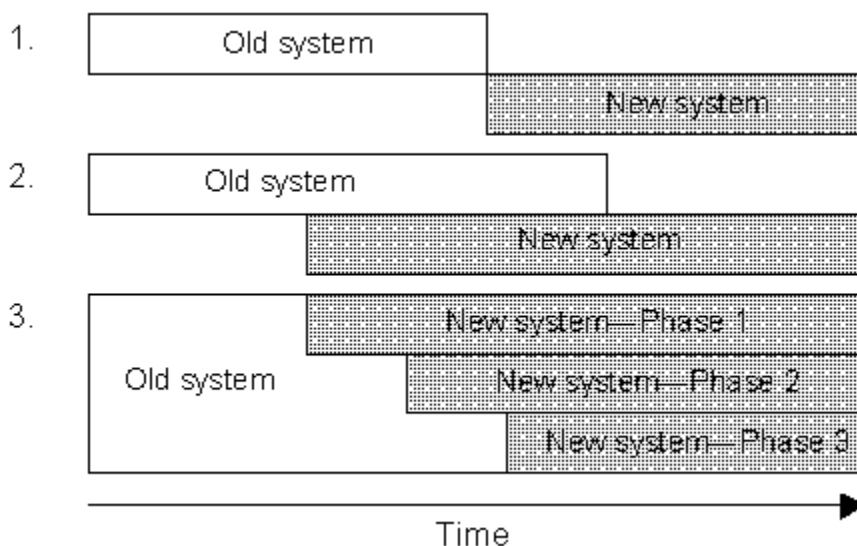 1.
Old system
New system
2.
Old system
New system
3.
New system—Phase 1
Old system
New system—Phase 2
New system—Phase 3
Time